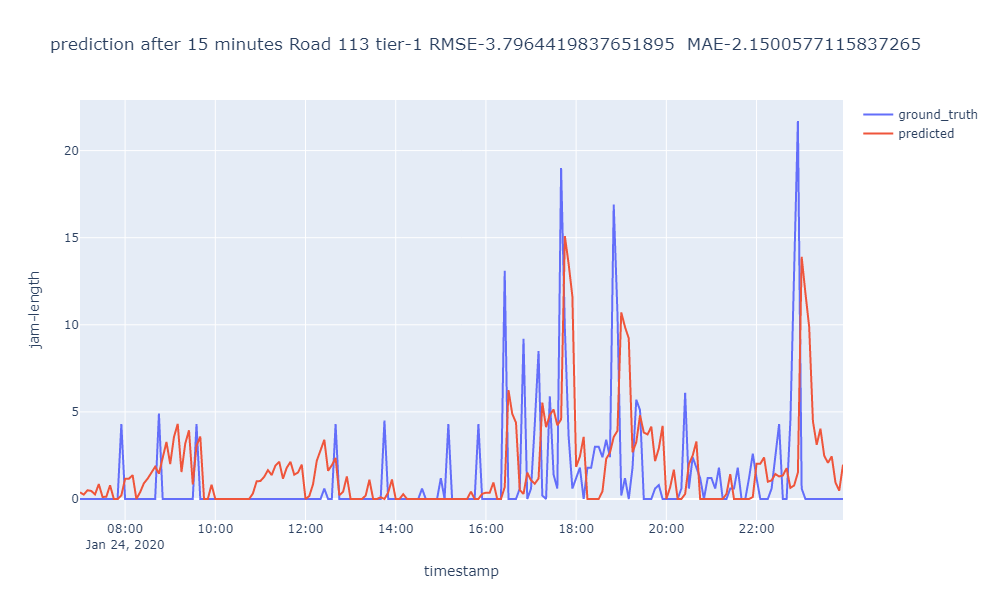 prediction after 15 minutes Road 113 tier-1 RMSE-3.7964419837651895  MAE-2.1500577115837265
ground_truth
predicted
20
15
10
5
0
jam-length
08:00 10:00 12:00 14:00 16:00 18:00 20:00 22:00
Jan 24, 2020
timestamp